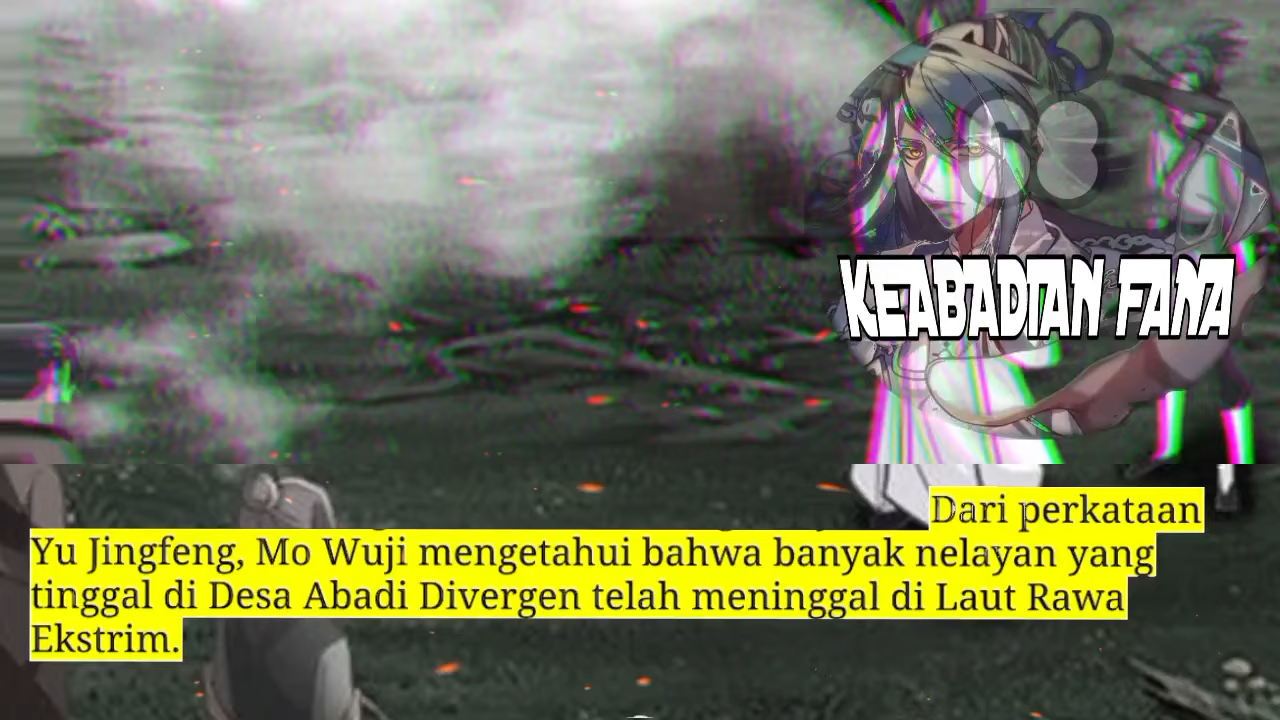 KEABADIAN FANA
Dari perkataan
Yu Jingfeng, Mo Wuji mengetahui bahwa banyak nelayan yang
tinggal di Desa Abadi Divergen telah meninggal di Laut Rawa
Ekstrim.